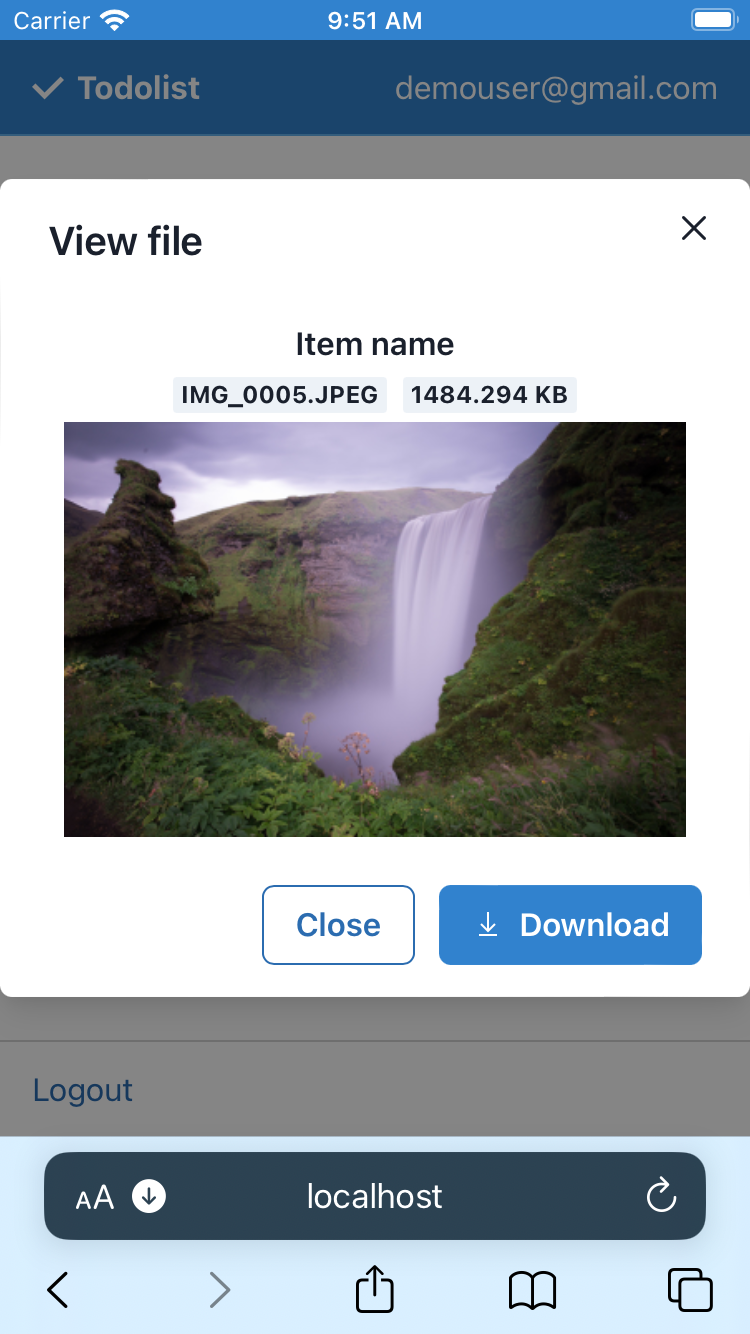 Carrier 9:51 AM
Todolist demouser@gmail.com
View file
Item name
IMG_0005.JPEG 1484.294 KB
Close Download
Logout
AA localhost